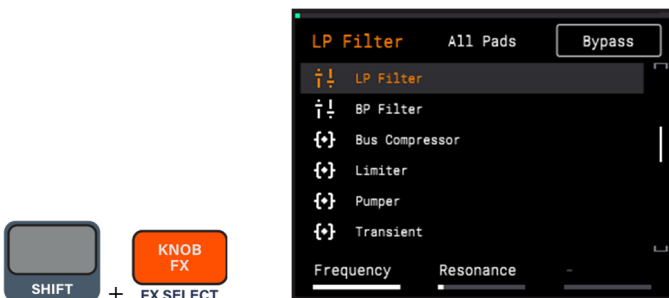 LP Filter All Pads Bypass
LP Filter
BP Filter
Bus Compressor
Limiter
Pumper
Transient
Frequency Resonance -
KNOB
FX
SHIFT + FX SELECT